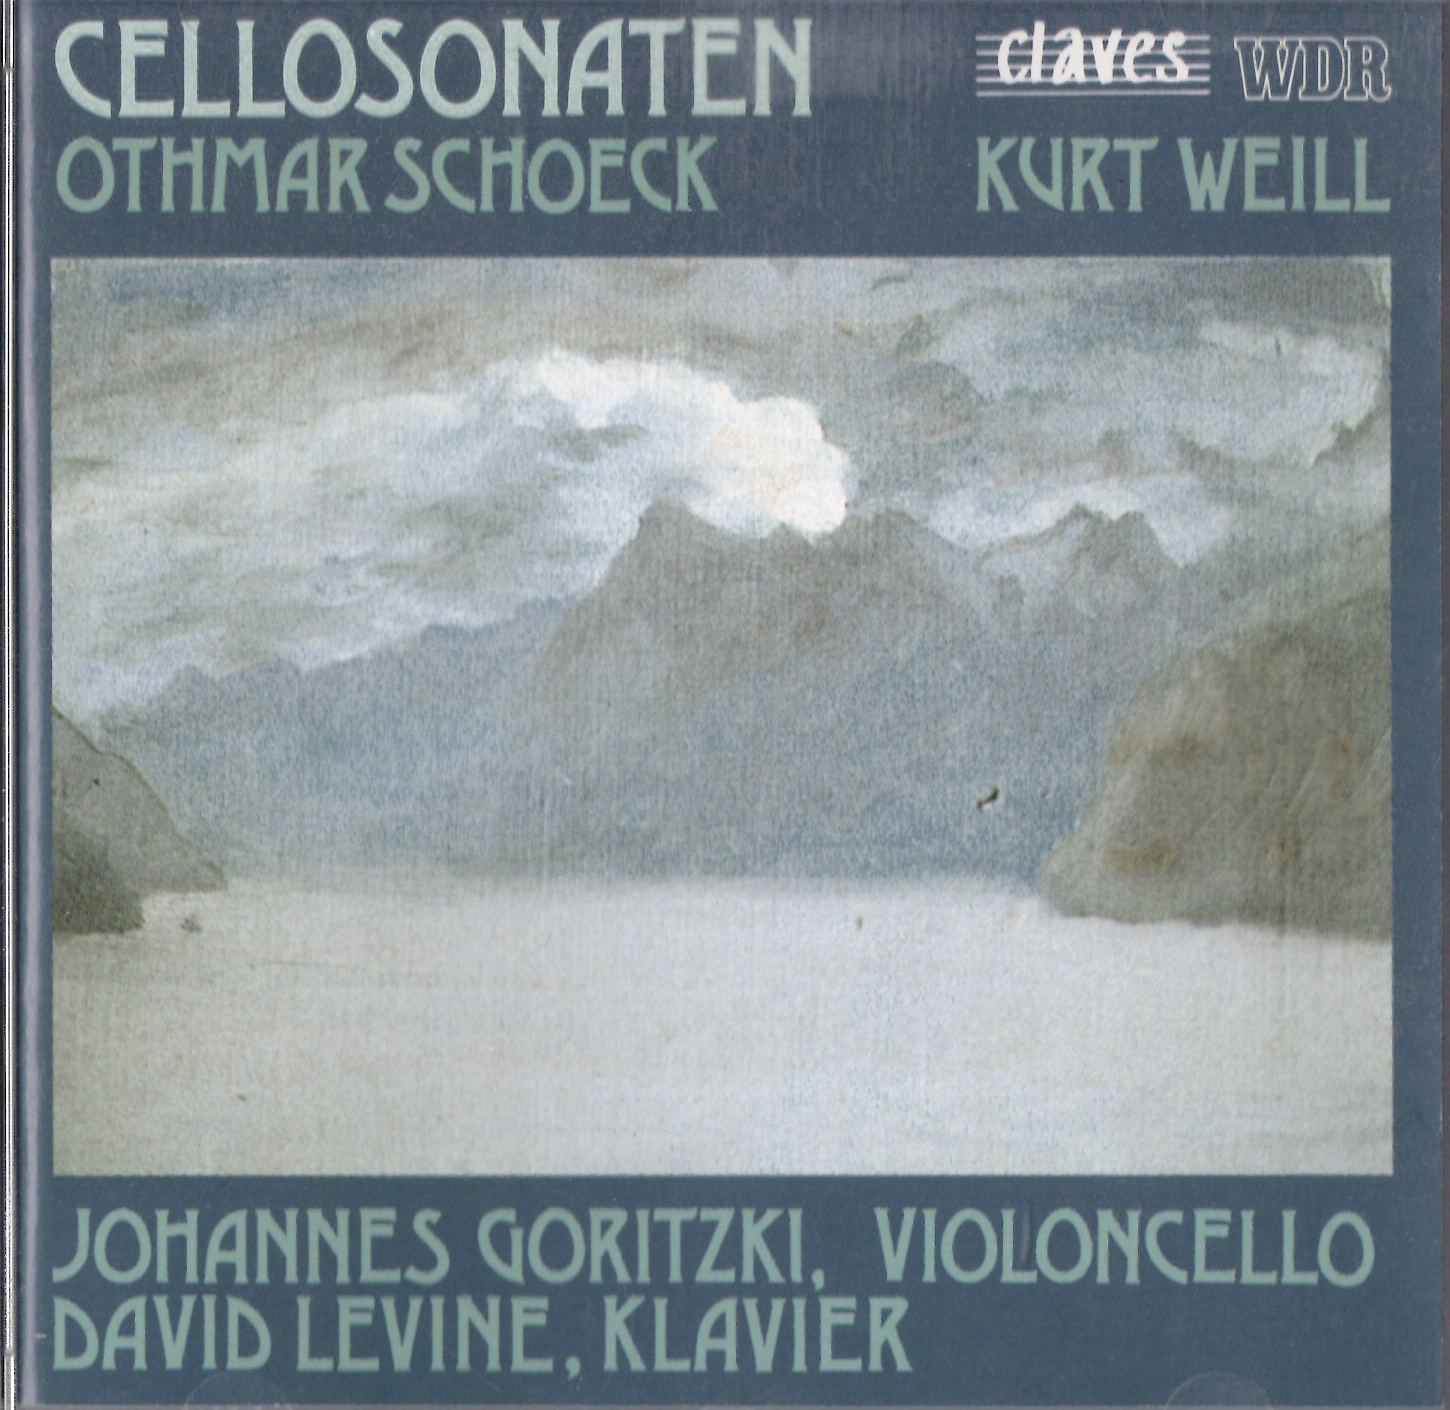 CELLOSONATEN
claves WDR
OTHMAR SCHOECK KURT WEILL
JOHANNES GORITZKI, VIOLONCELLO
DAVID LEVINE, KLAVIER